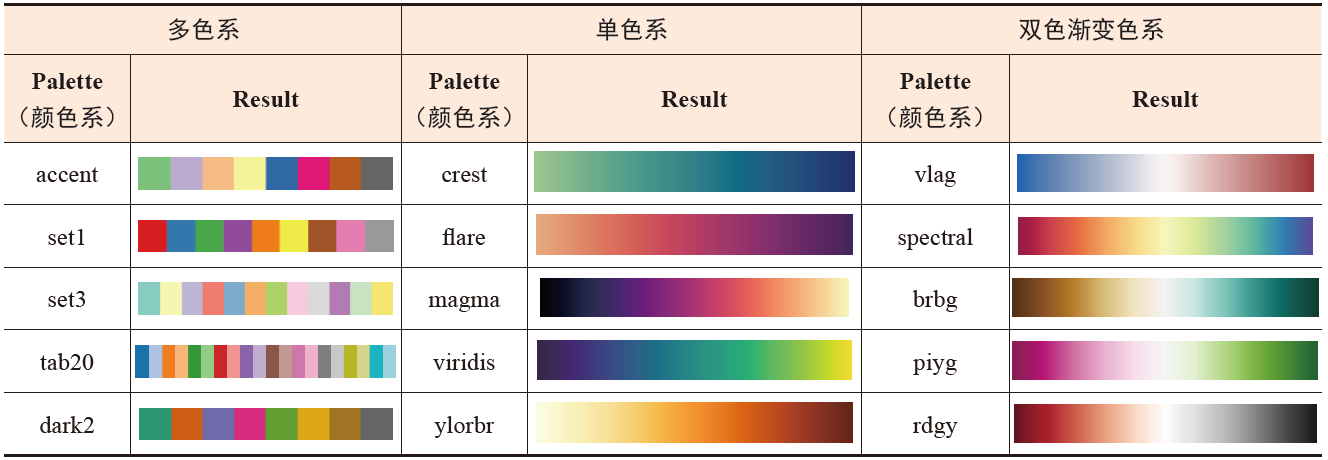 多色系 单色系 双色渐变色系
Palette Result Palette Result Palette Result
（颜色系） （颜色系） （颜色系）
accent crest vlag
set1 flare spectral
set3 magma brbg
tab20 viridis piyg
dark2 ylorbr rdgy